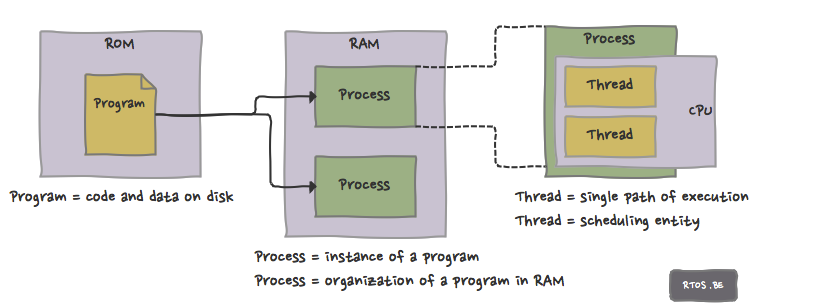 ROM
Program
Program = code and data on disk
RAM
Process
Process
Process = instance of a program
Process = organization of a program in RAM
Process
Thread
Thread
CPU
Thread = single path of execution
Thread = scheduling entity
RTOS.BE